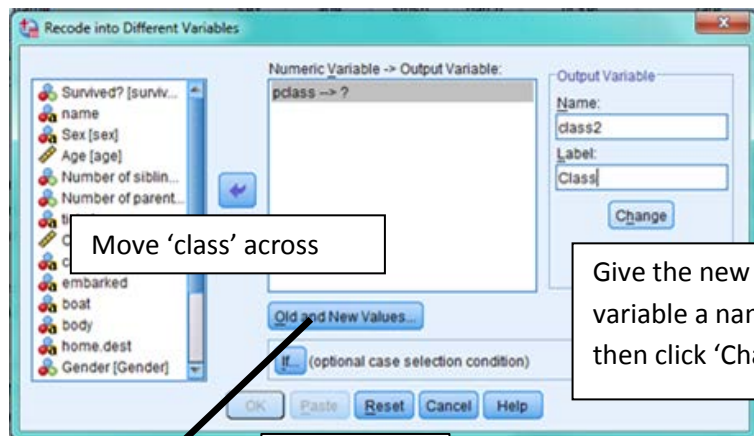 Recode into Different Variables
Numeric Variable -> Output Variable:
pclass --> ?
Survived? [surviv...
name
Sex [sex]
Age [age]
Number of siblin...
Number of parent...
embarked
boat
body
home.dest
Gender [Gender]
Move ‘class’ across
Output Variable
Name:
class2
Label:
Class
Change
Give the new
variable a
then click
Old and New Values...
If... (optional case selection condition)
OK Paste Reset Cancel Help